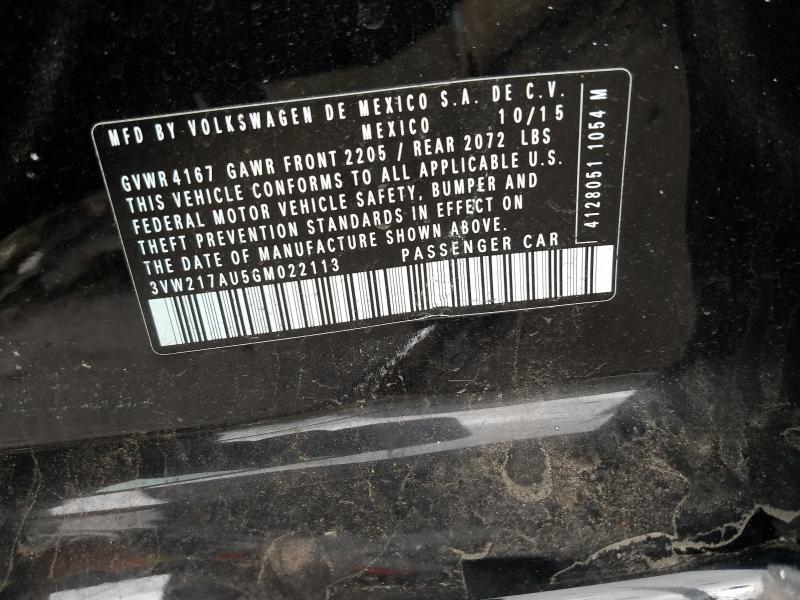 MFD BY VOLKSWAGEN DE MEXICO S.A. DE C.V.
MEXICO 10/15
GVWR 4167 GAWR FRONT 2205 / REAR 2072 LBS
THIS VEHICLE CONFORMS TO ALL APPLICABLE U.S.
FEDERAL MOTOR VEHICLE SAFETY, BUMPER AND
THEFT PREVENTION STANDARDS IN EFFECT ON
THE DATE OF MANUFACTURE SHOWN ABOVE.
3VW217AU5GM022113 PASSENGER CAR
4128051 1054 M